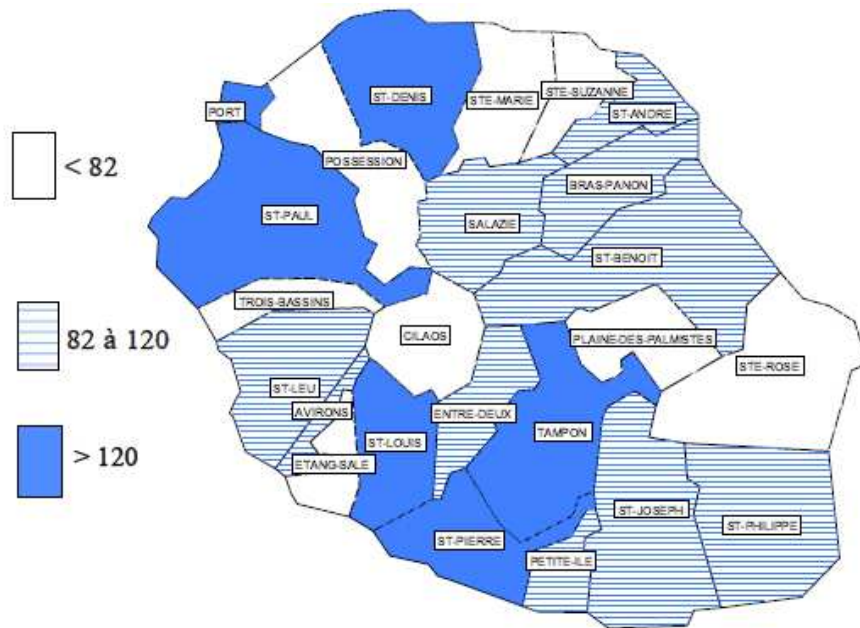 ST-DENIS
STE-MARIE
STE-SUZANNE
ST-ANDRE
PORT
POSSESSION
< 82
BRAS-PANON
ST-PAUL
SALAZIE
ST-BENOIT
TROIS-BASSINS
82 à 120
CILAOS
PLAINE-DES-PALMISTES
STE-ROSE
ST-LEU
AVIRONS
ENTRE-DEUX
TAMPON
ST-LOUIS
> 120
ETANG-SALE
ST-JOSEPH
ST-PHILIPPE
ST-PIERRE
PETITE-ILE